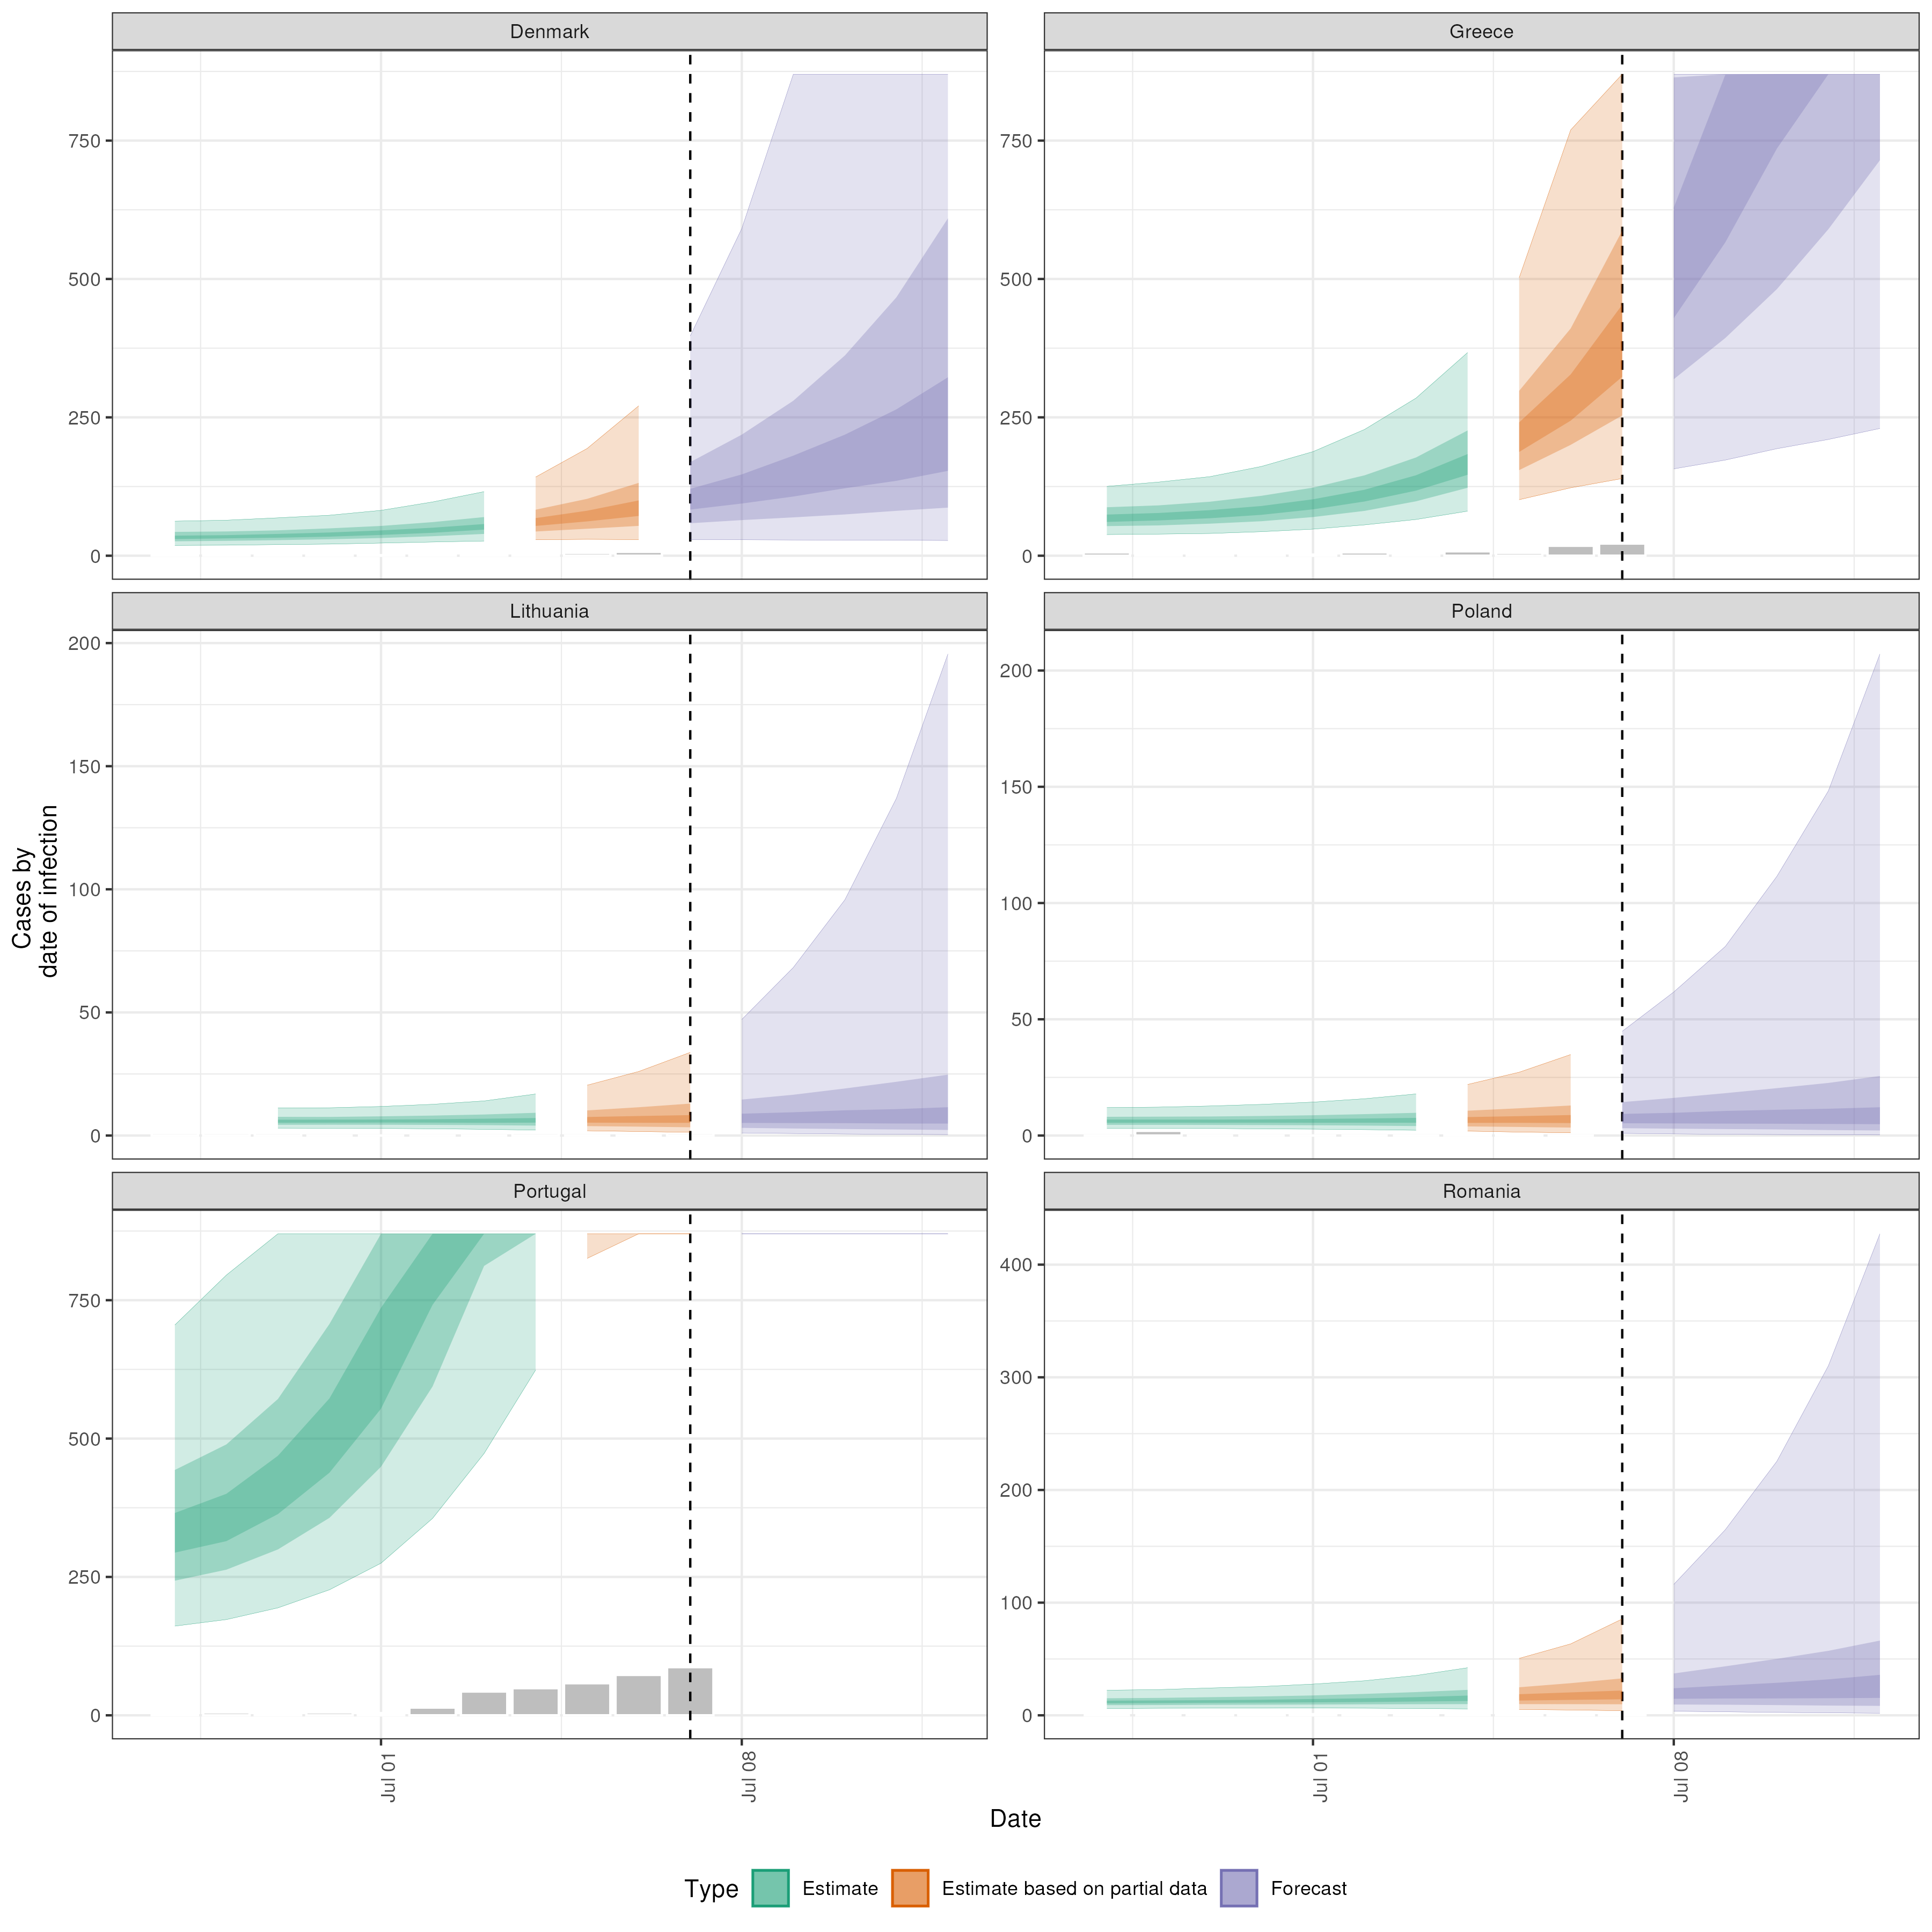 Denmark
Greece
750
500
250
0
750
500
250
0
Lithuania
Poland
200
150
100
50
0
200
150
100
50
0
Cases by
date of infection
Portugal
Romania
750
500
250
0
400
300
200
100
0
Jul 01
Jul 08
Jul 01
Jul 08
Date
Type
Estimate
Estimate based on partial data
Forecast